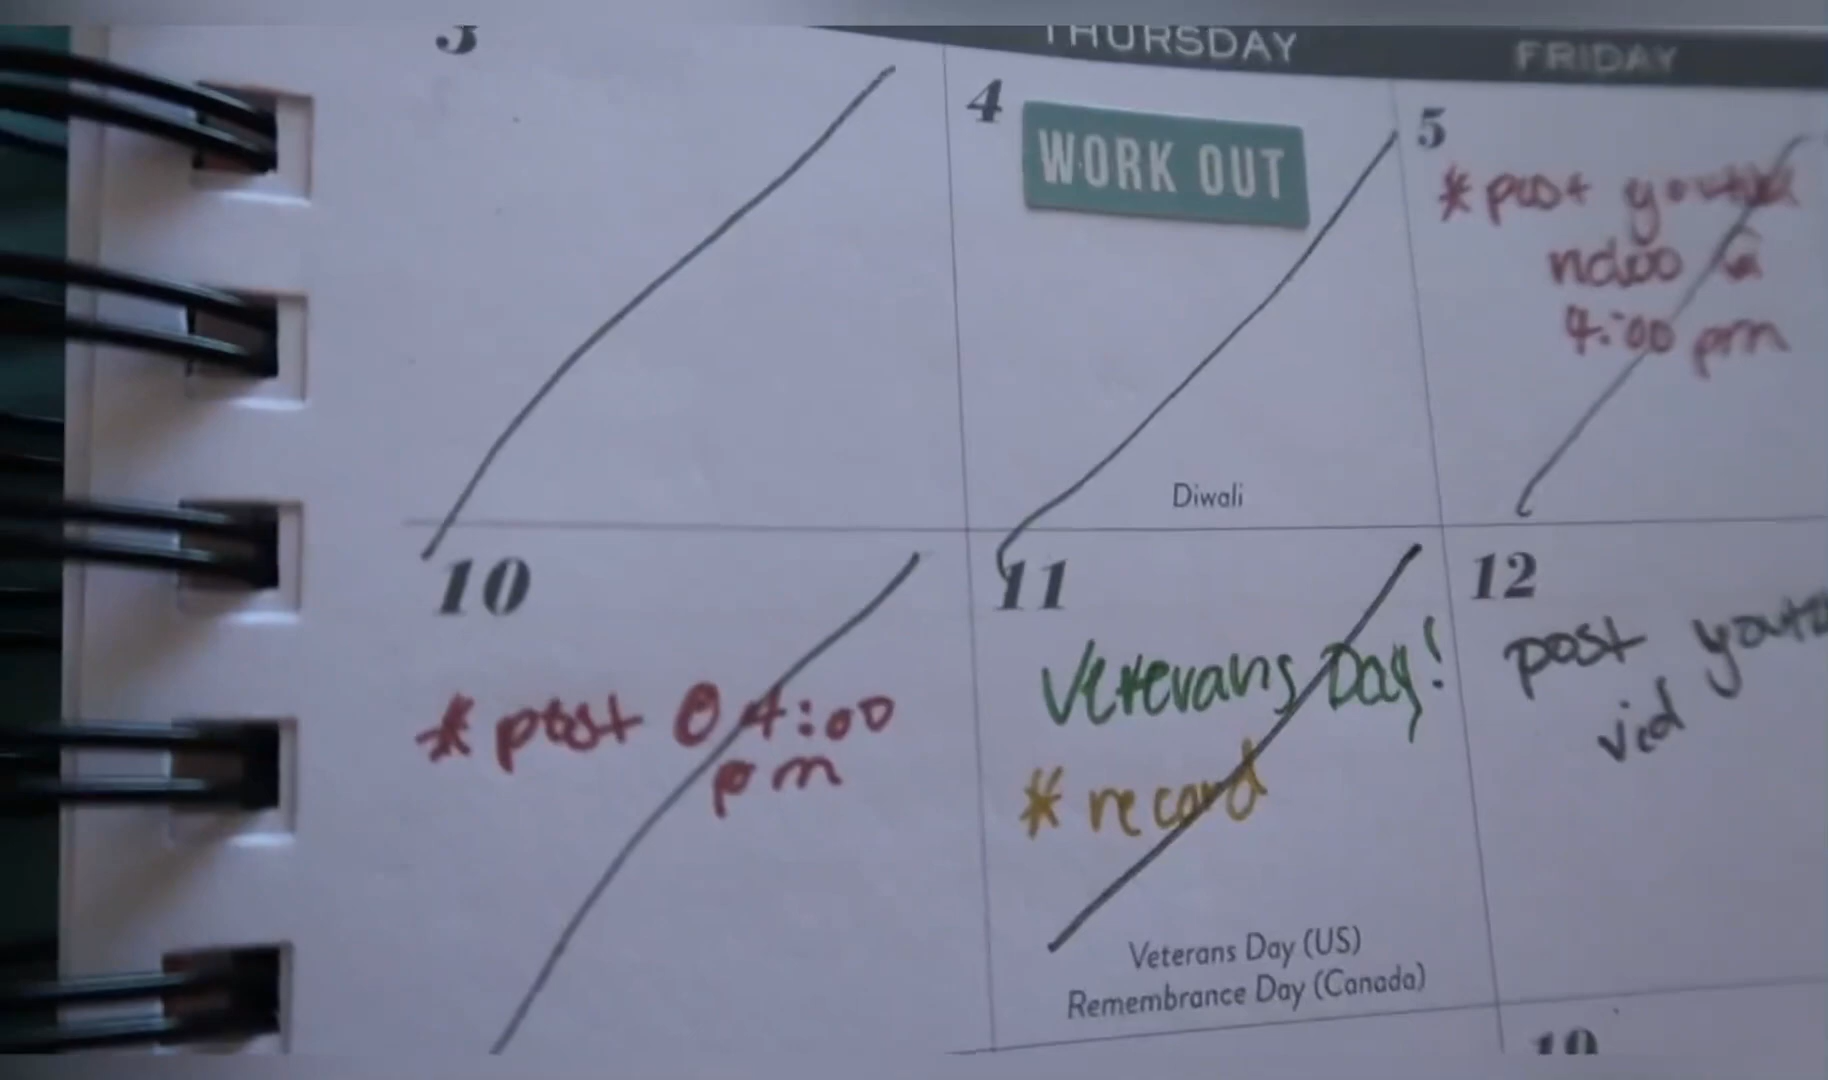 THURSDAY
FRIDAY
3
4
WORK OUT
Diwali
5
* post
4:00 pm
10
* post @ 4:00
pm
11
Veterans Day!
* record
Veterans Day (US)
Remembrance Day (Canada)
12
post
vid